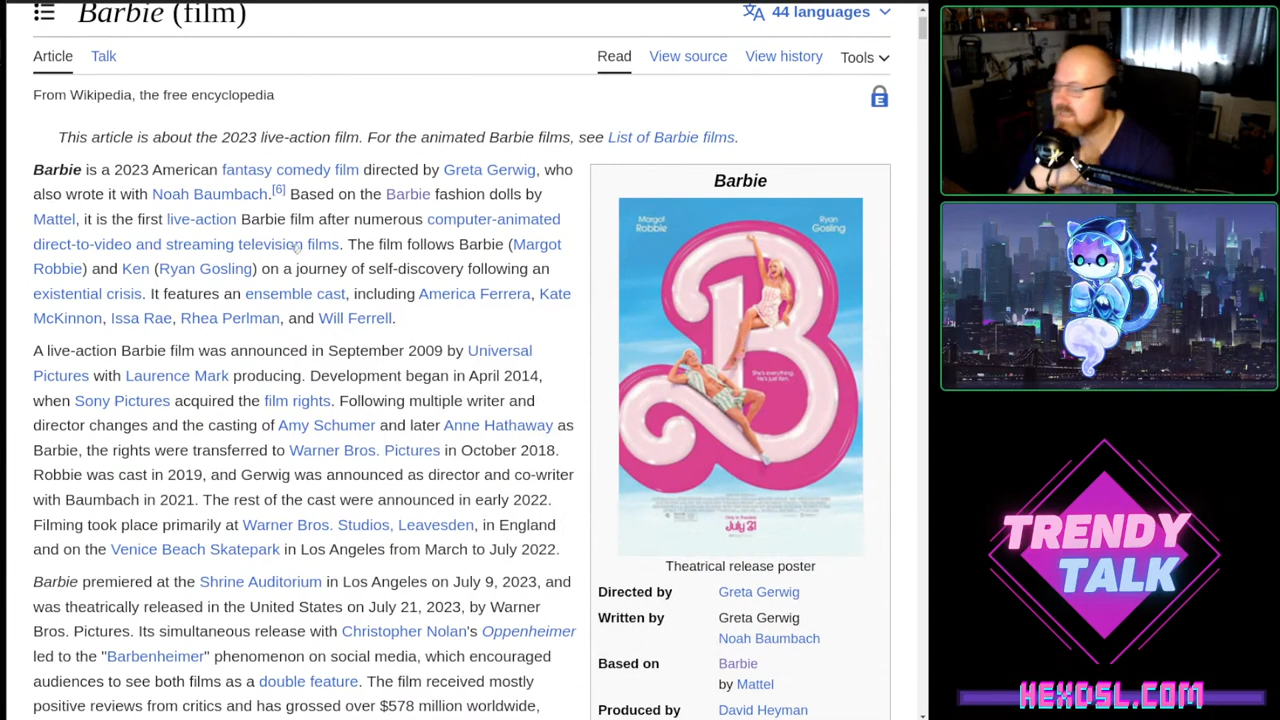 Barbie (film)
44 languages
Article Talk Read View source View history Tools
From Wikipedia, the free encyclopedia
This article is about the 2023 live-action film. For the animated Barbie films, see List of Barbie films.
Barbie is a 2023 American fantasy comedy film directed by Greta Gerwig, who
also wrote it with Noah Baumbach.[6] Based on the Barbie fashion dolls by
Mattel, it is the first live-action Barbie film after numerous computer-animated
direct-to-video and streaming television films. The film follows Barbie (Margot
Robbie) and Ken (Ryan Gosling) on a journey of self-discovery following an
existential crisis. It features an ensemble cast, including America Ferrera, Kate
McKinnon, Issa Rae, Rhea Perlman, and Will Ferrell.
A live-action Barbie film was announced in September 2009 by Universal
Pictures with Laurence Mark producing. Development began in April 2014,
when Sony Pictures acquired the film rights. Following multiple writer and
director changes and the casting of Amy Schumer and later Anne Hathaway as
Barbie, the rights were transferred to Warner Bros. Pictures in October 2018.
Robbie was cast in 2019, and Gerwig was announced as director and co-writer
with Baumbach in 2021. The rest of the cast were announced in early 2022.
Filming took place primarily at Warner Bros. Studios, Leavesden, in England
and on the Venice Beach Skatepark in Los Angeles from March to July 2022.
Barbie premiered at the Shrine Auditorium in Los Angeles on July 9, 2023, and
was theatrically released in the United States on July 21, 2023, by Warner
Bros. Pictures. Its simultaneous release with Christopher Nolan's Oppenheimer
led to the "Barbenheimer" phenomenon on social media, which encouraged
audiences to see both films as a double feature. The film received mostly
positive reviews from critics and has grossed over $578 million worldwide,
Barbie
Margot
Robbie
Ryan
Gosling
B
She's everything.
He's just Ken.
Only in Theaters
July 21
Theatrical release poster
Directed by Greta Gerwig
Written by Greta Gerwig
Noah Baumbach
Based on Barbie
by Mattel
Produced by David Heyman
TRENDY
TALK
HEXDSL.COM